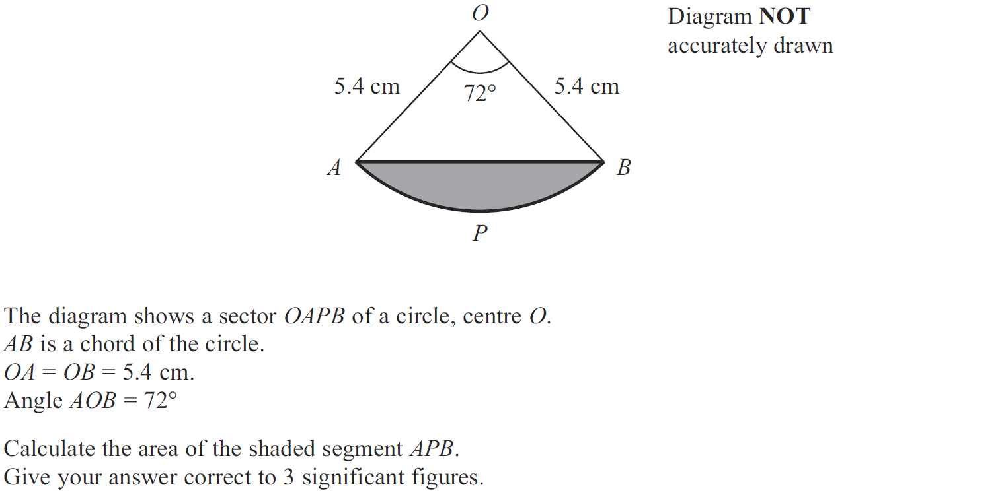 O
Diagram NOT
accurately drawn
5.4 cm
72°
5.4 cm
A
B
P
The diagram shows a sector OAPB of a circle, centre O.
AB is a chord of the circle.
OA = OB = 5.4 cm.
Angle AOB = 72°
Calculate the area of the shaded segment APB.
Give your answer correct to 3 significant figures.